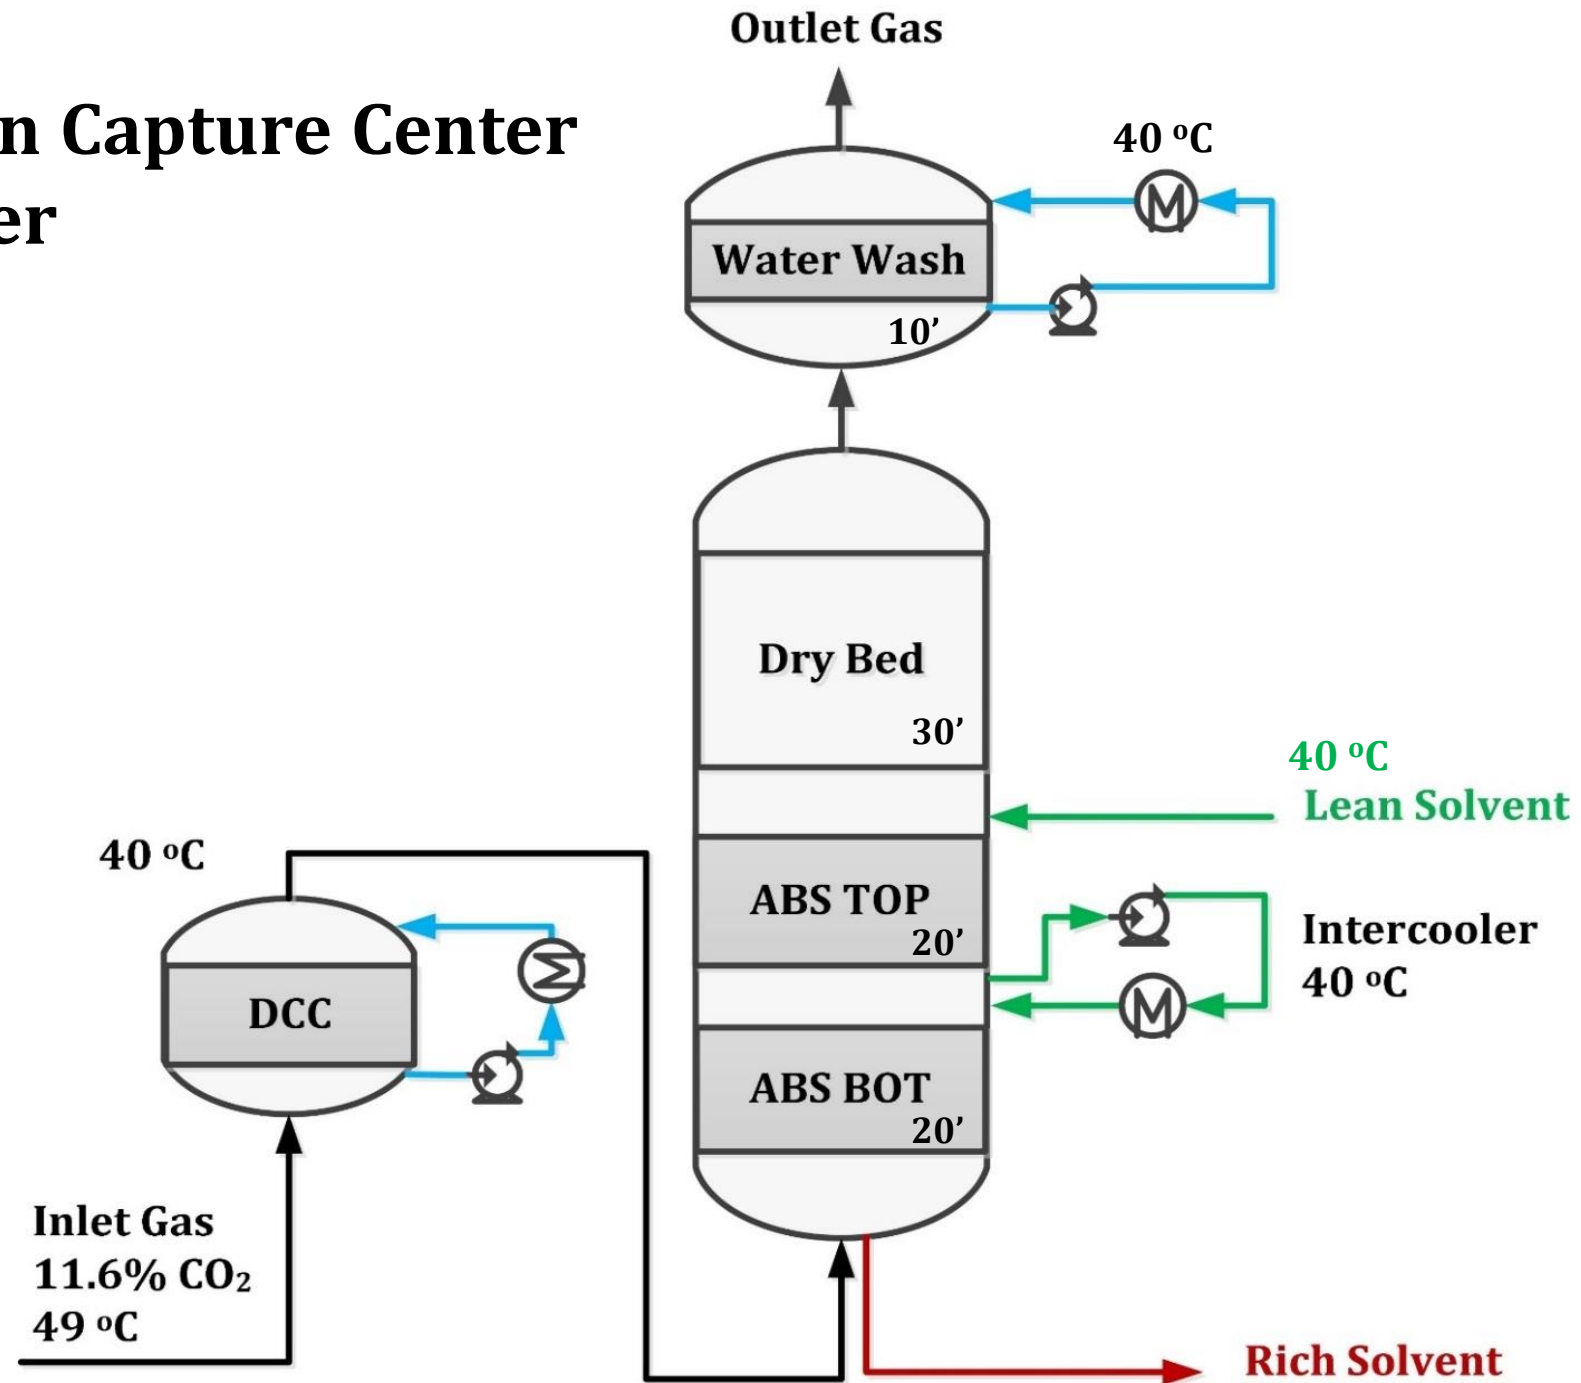 Outlet Gas
n Capture Center
er
40 ºC
Water Wash
10’
Dry Bed
30’
40 ºC
Lean Solvent
ABS TOP
20’
Intercooler
40 ºC
ABS BOT
20’
40 ºC
DCC
Inlet Gas
11.6% CO₂
49 ºC
Rich Solvent